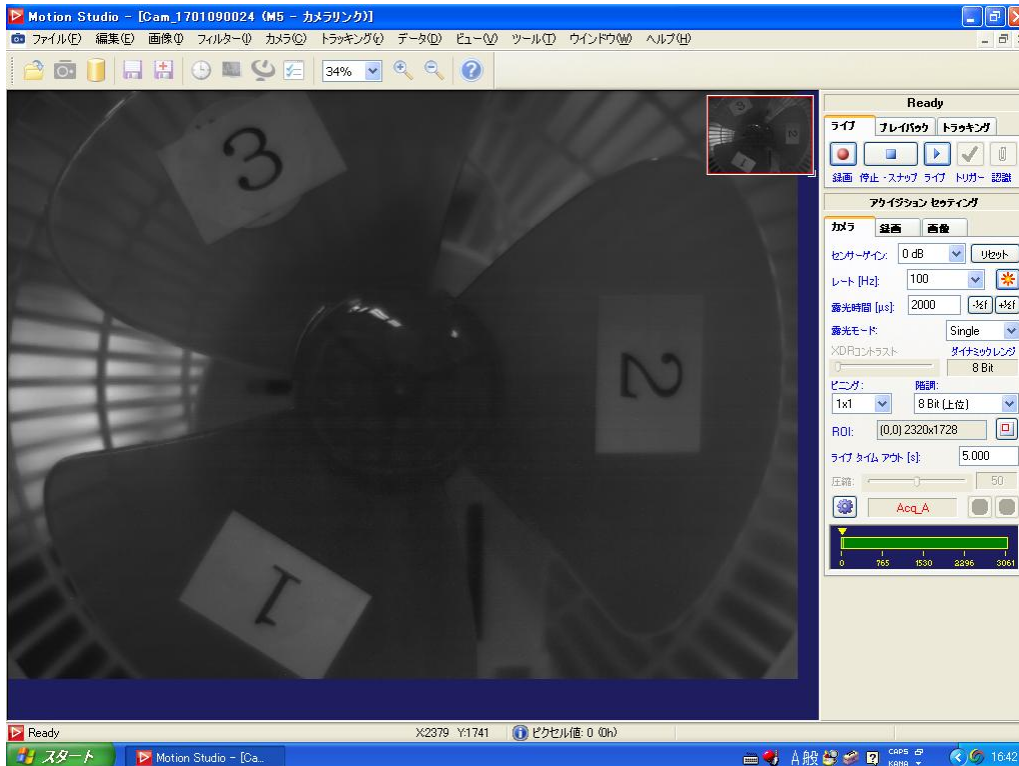 Motion Studio - [Cam_1701090024 (M5 - カメラリンク)]
ファイル(F) 編集(E) 画像(I) フィルター(I) カメラ(C) トラッキング(r) データ(D) ビュー(V) ツール(T) ウインドウ(W) ヘルプ(H)
34%
3
2
1
Ready
ライブ プレイバック トラッキング
録画 停止・スナップ ライブ トリガー 認識
アクイジション セッティング
カメラ 録画 画像
センサーゲイン: 0 dB リセット
レート [Hz]: 100
露光時間 [μs]: 2000 -½f +½f
露光モード: Single
XDRコントラスト ダイナミックレンジ
8 Bit
ビニング: 階調:
1x1 8 Bit (上位)
ROI: (0,0) 2320x1728
ライブ タイム アウト [s]: 5.000
圧縮: 50
Acq_A
0 765 1530 2296 3061
Ready X:2379 Y:1741 ピクセル値: 0 (0h)
スタート Motion Studio - [Ca... A 般 CAPS KANA 16:42